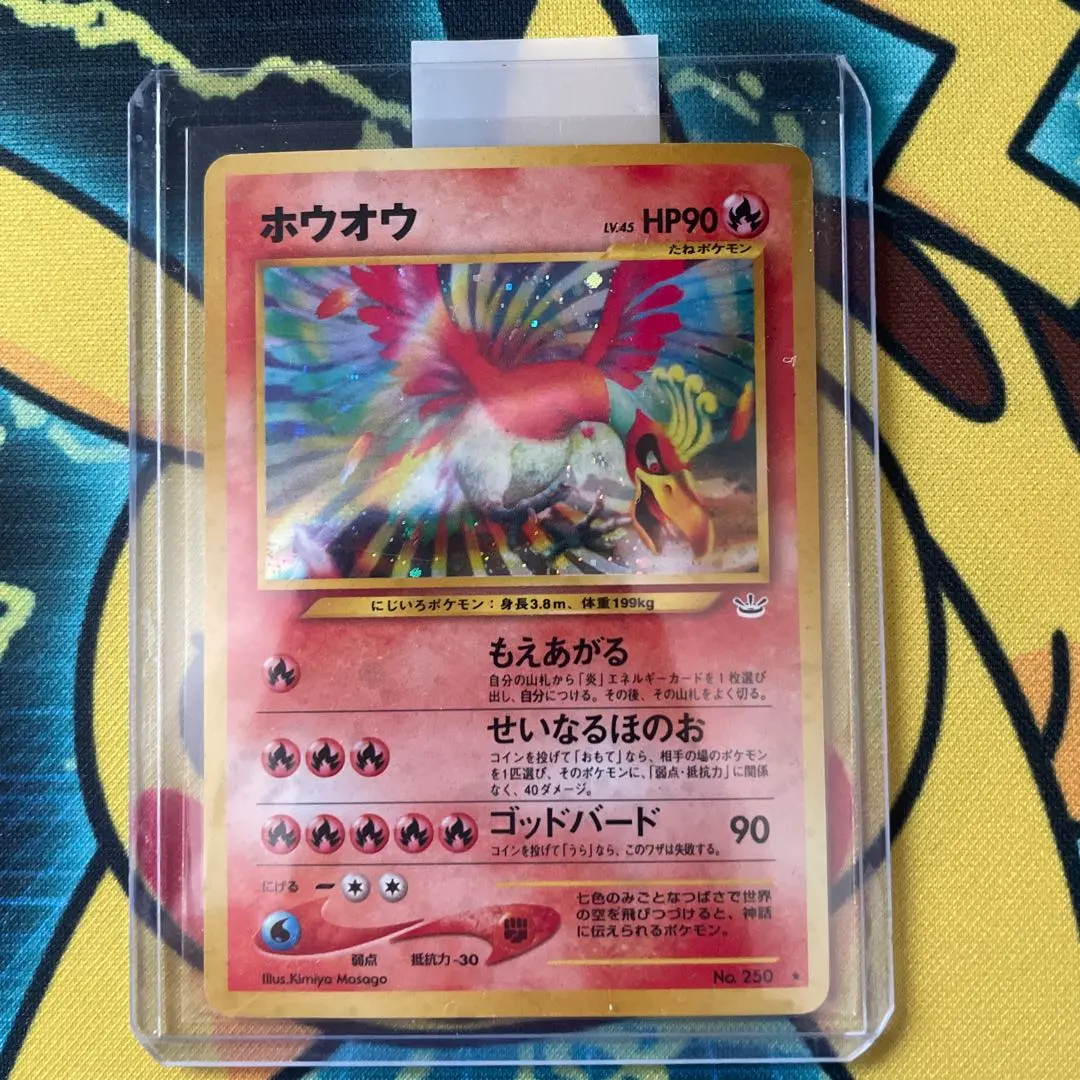 ホウオウ
LV.45 HP90
たねポケモン
にじいろポケモン：身長3.8m、体重199kg
もえあがる
自分の山札から「炎」エネルギーカードを1枚選び
出し、自分につける。その後、その山札をよく切る。
せいなるほのお
コインを投げて「おもて」なら、相手の場のポケモン
を1匹選び、そのポケモンに、「弱点・抵抗力」に関係
なく、40ダメージ。
ゴッドバード 90
コインを投げて「うら」なら、このワザは失敗する。
にげる
七色のみごとなつばさで世界
の空を飛びつづけると、神話
に伝えられるポケモン。
弱点 抵抗力-30
Illus.Kimiya Masago
No. 250 ★